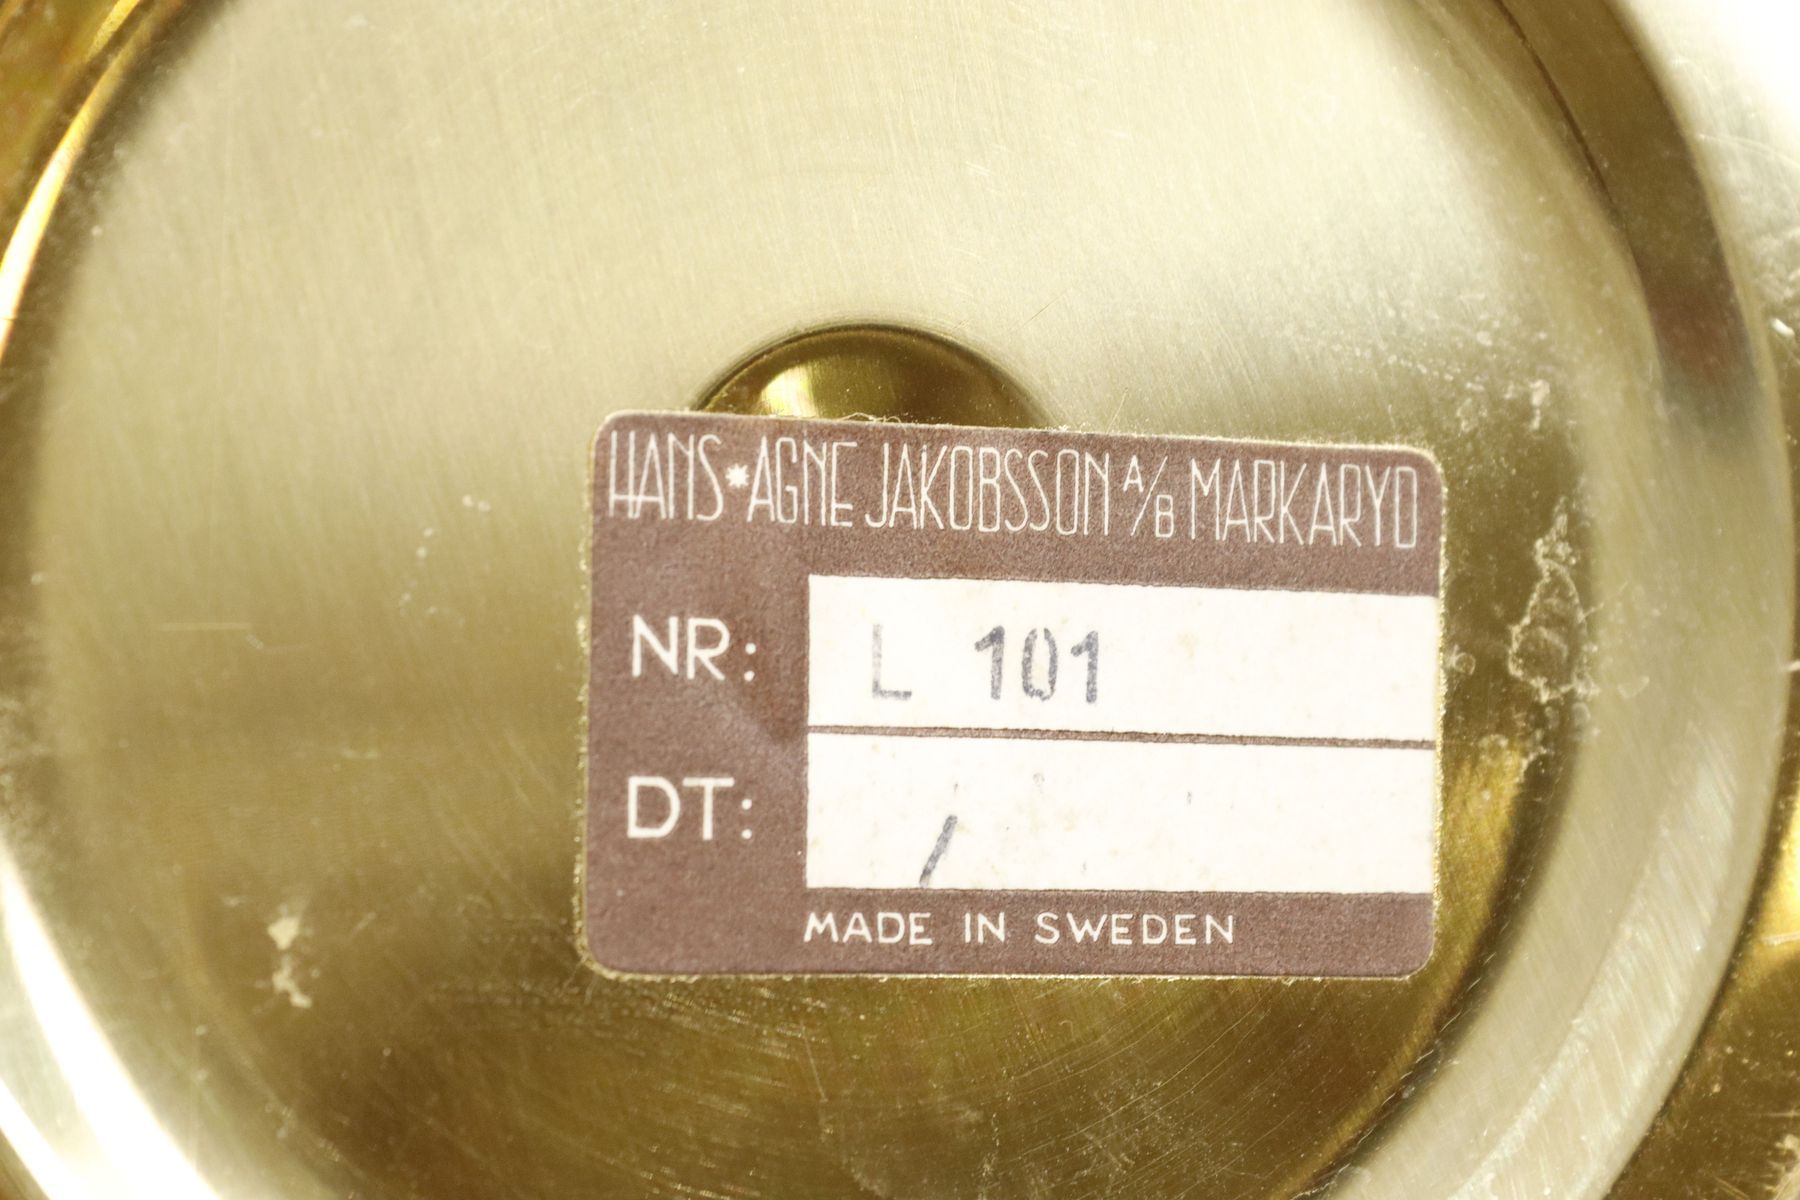 HANS*AGNE JAKOBSSON A/B MARKARYD
NR: L 101
DT: /
MADE IN SWEDEN